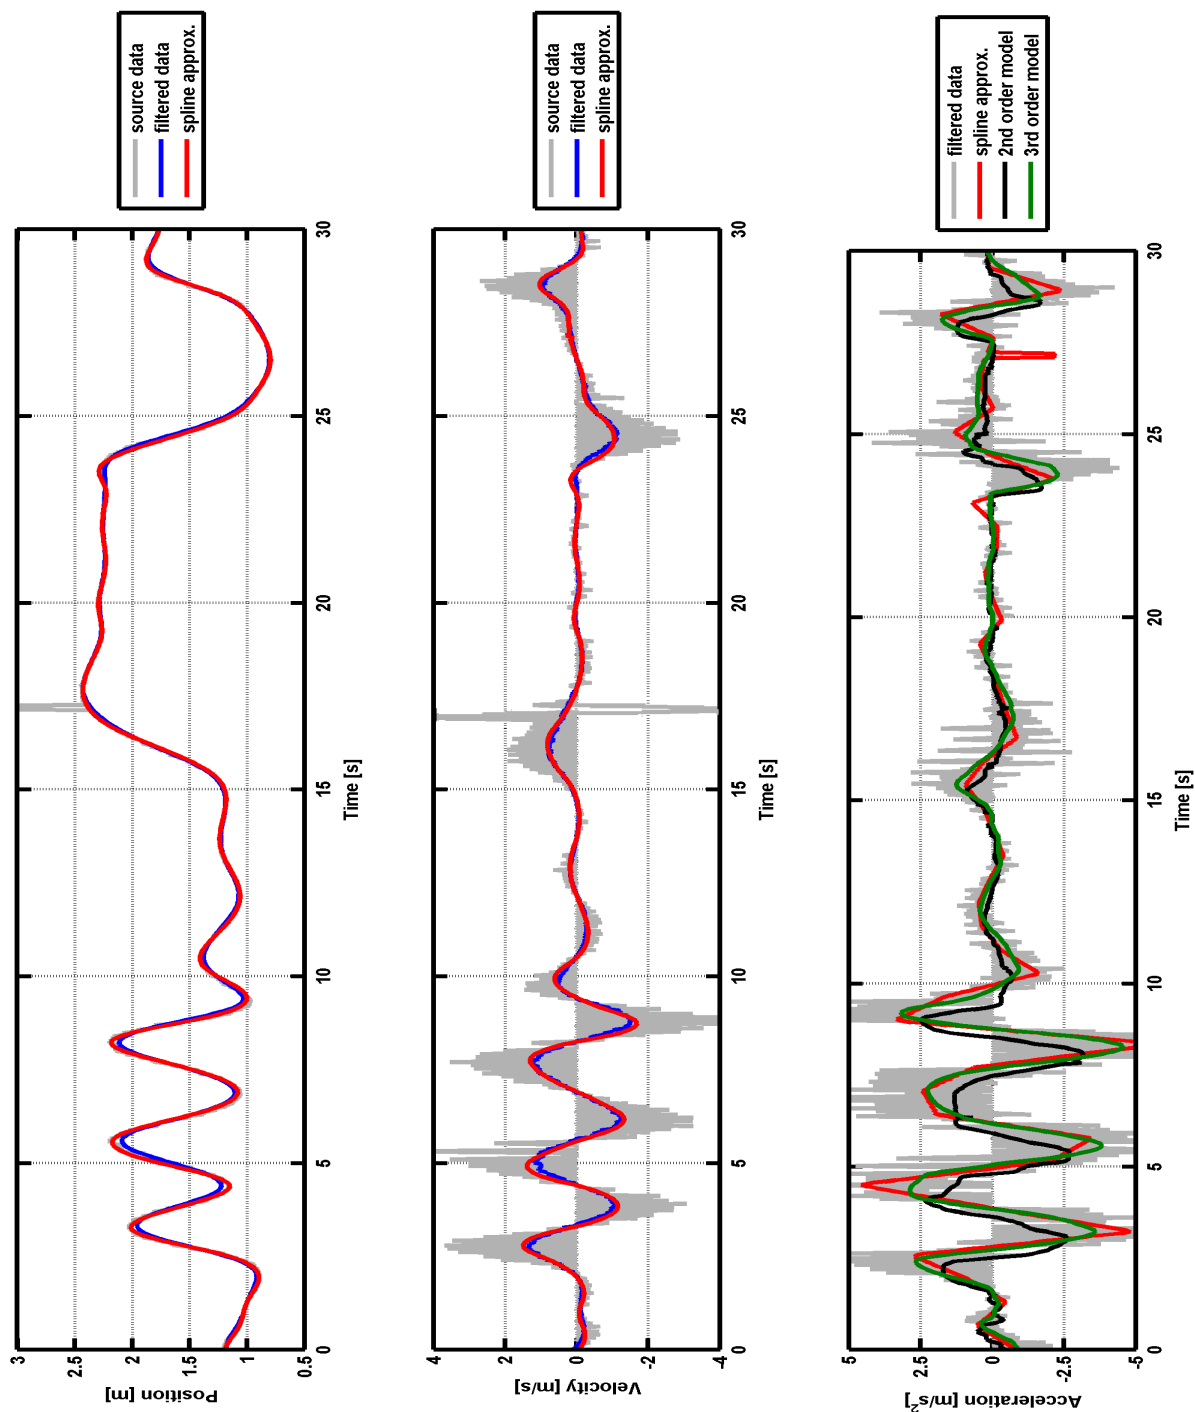 source data
filtered data
spline approx.
Position [m]
3
2.5
2
1.5
1
0.5
0
5
10
15
20
25
30
Time [s]
source data
filtered data
spline approx.
Velocity [m/s]
4
2
0
-2
-4
0
5
10
15
20
25
30
Time [s]
filtered data
spline approx.
2nd order model
3rd order model
Acceleration [m/s²]
5
2.5
0
-2.5
-5
0
5
10
15
20
25
30
Time [s]